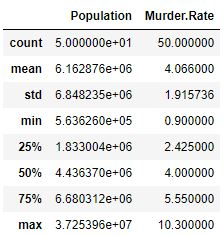 Population Murder.Rate
count 5.000000e+01 50.000000
mean 6.162876e+06 4.066000
std 6.848235e+06 1.915736
min 5.636260e+05 0.900000
25% 1.833004e+06 2.425000
50% 4.436370e+06 4.000000
75% 6.680312e+06 5.550000
max 3.725396e+07 10.300000